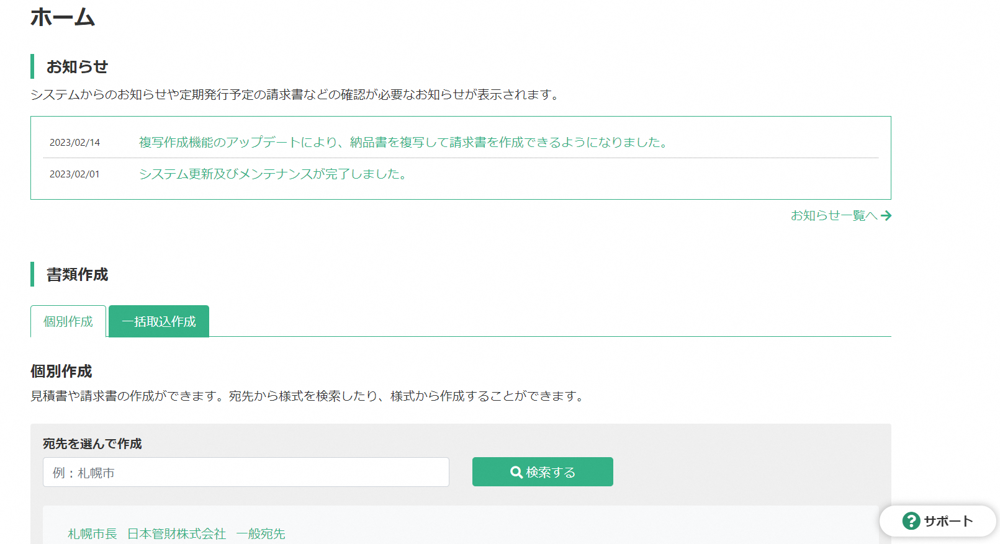 ホーム
お知らせ
システムからのお知らせや定期発行予定の請求書などの確認が必要なお知らせが表示されます。
2023/02/14 複写作成機能のアップデートにより、納品書を複写して請求書を作成できるようになりました。
2023/02/01 システム更新及びメンテナンスが完了しました。
お知らせ一覧へ
書類作成
個別作成 一括取込作成
個別作成
見積書や請求書の作成ができます。宛先から様式を検索したり、様式から作成することができます。
宛先を選んで作成
例：札幌市 検索する
サポート
札幌市長 日本管財株式会社 一般宛先